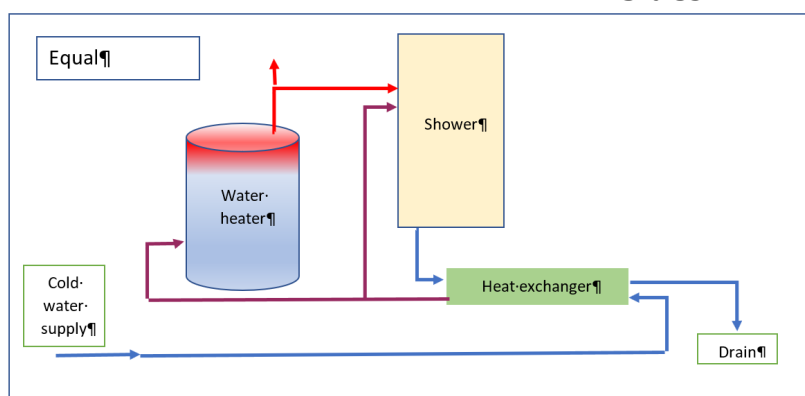 Equal¶
Shower¶
Water·
heater¶
Cold·
water·
supply¶
Heat·exchanger¶
Drain¶